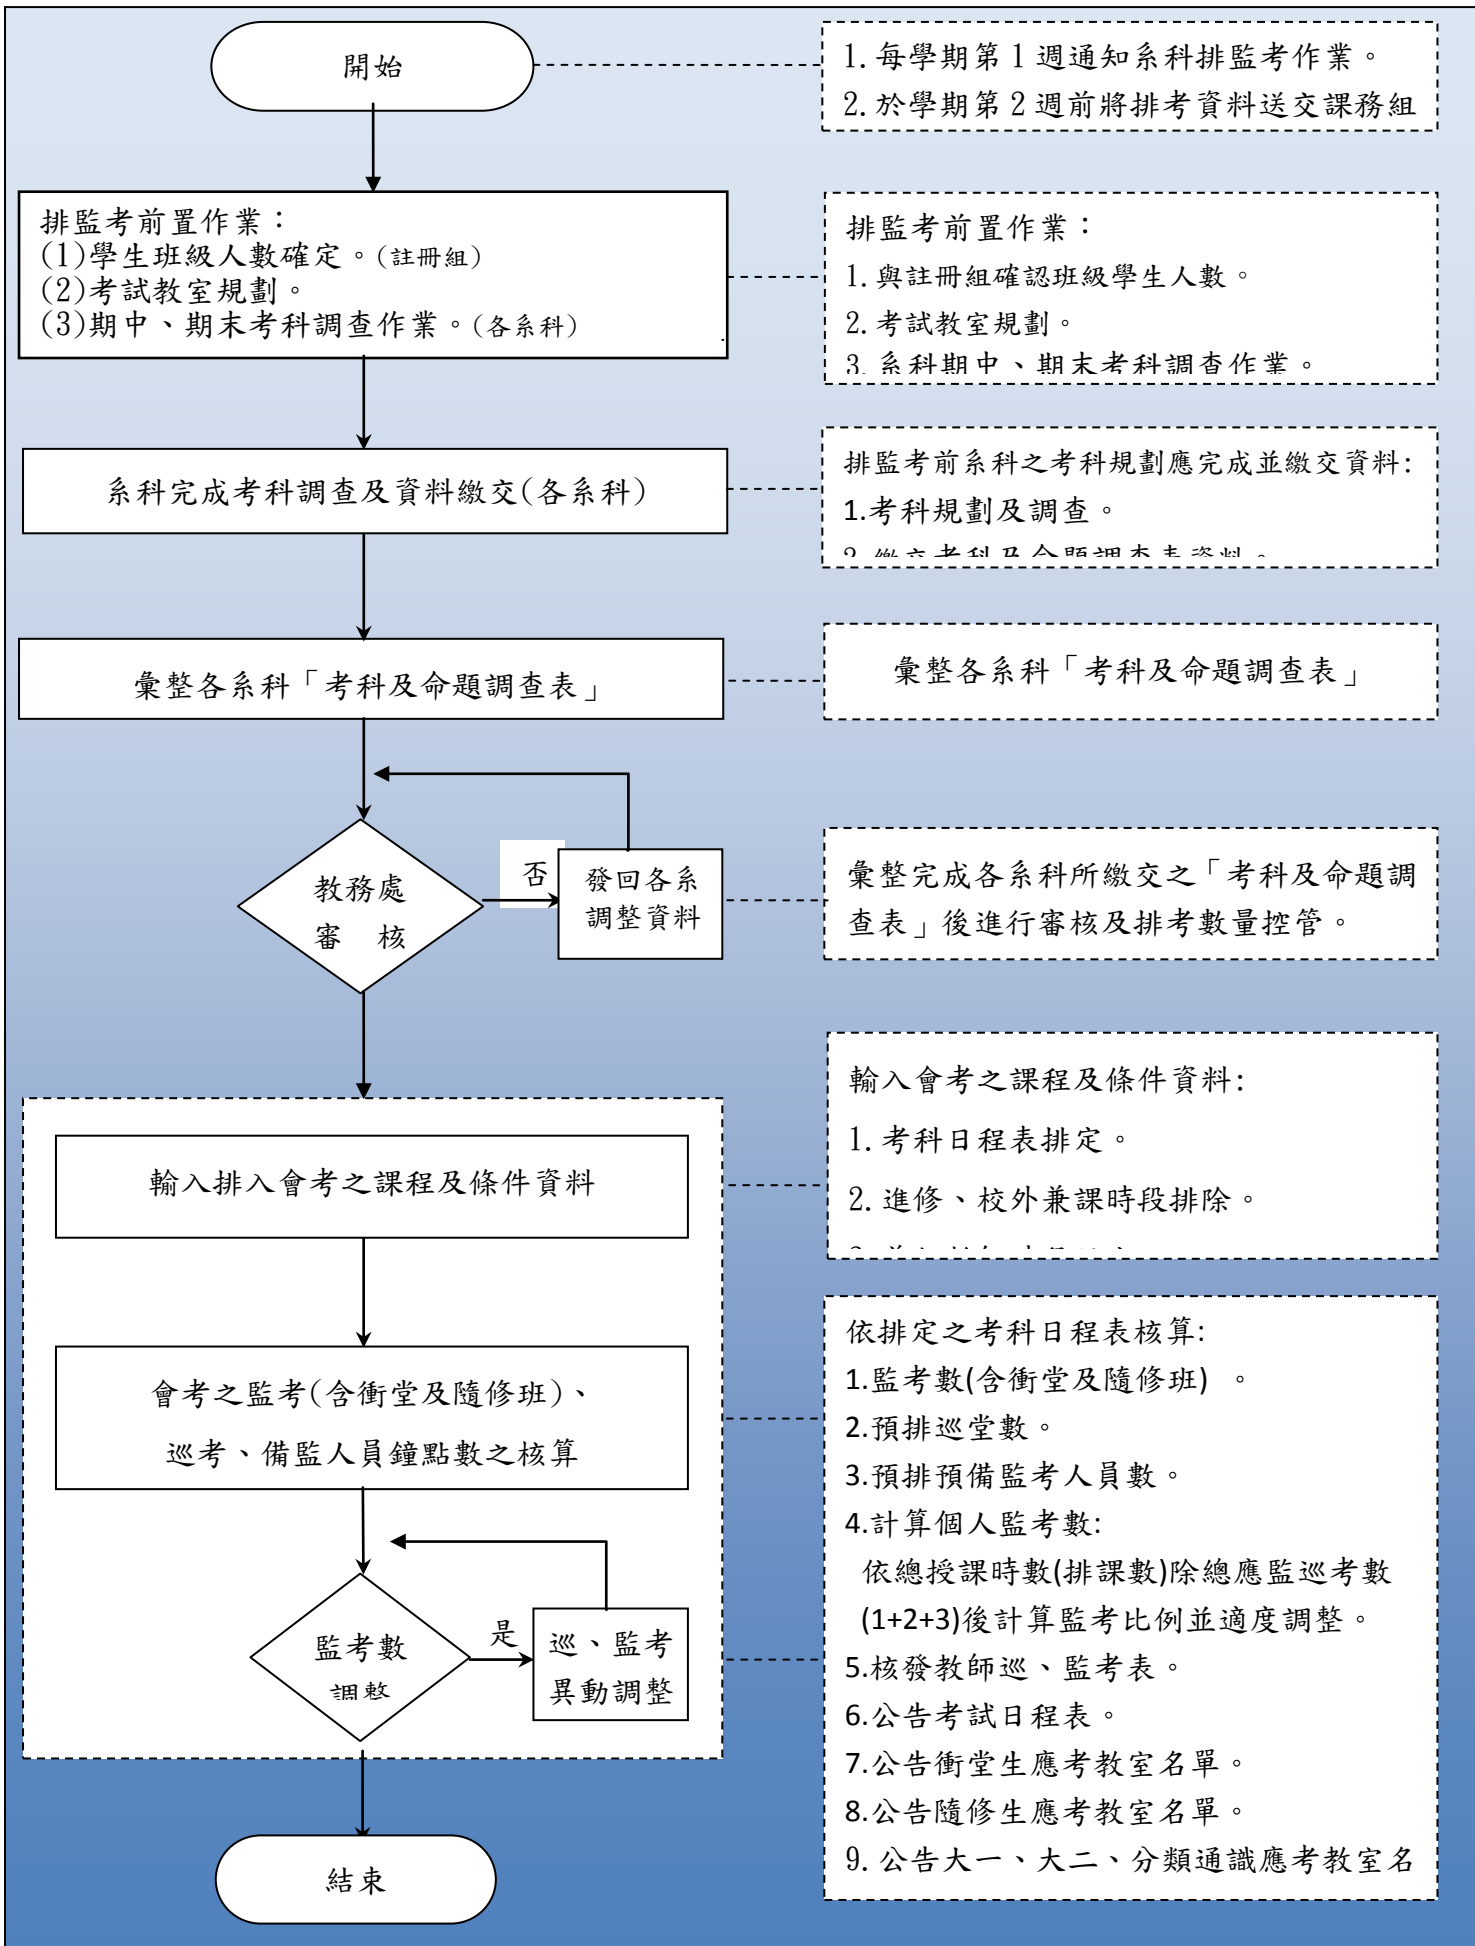 開始
1.每學期第1週通知系科排監考作業。
2.於學期第2週前將排考資料送交課務組
排監考前置作業：
(1)學生班級人數確定。(註冊組)
(2)考試教室規劃。
(3)期中、期末考科調查作業。(各系科)
排監考前置作業：
1.與註冊組確認班級學生人數。
2.考試教室規劃。
3.系科期中、期末考科調查作業。
系科完成考科調查及資料繳交(各系科)
排監考前系科之考科規劃應完成並繳交資料:
1.考科規劃及調查。
2.繳交考科及命題調查表資料。
彙整各系科「考科及命題調查表」
彙整各系科「考科及命題調查表」
教務處
審 核
否
發回各系
調整資料
彙整完成各系科所繳交之「考科及命題調
查表」後進行審核及排考數量控管。
輸入排入會考之課程及條件資料
輸入會考之課程及條件資料:
1.考科日程表排定。
2.進修、校外兼課時段排除。
會考之監考(含衝堂及隨修班)、
巡考、備監人員鐘點數之核算
監考數
調整
是
巡、監考
異動調整
依排定之考科日程表核算:
1.監考數(含衝堂及隨修班) 。
2.預排巡堂數。
3.預排預備監考人員數。
4.計算個人監考數:
依總授課時數(排課數)除總應監巡考數
(1+2+3)後計算監考比例並適度調整。
5.核發教師巡、監考表。
6.公告考試日程表。
7.公告衝堂生應考教室名單。
8.公告隨修生應考教室名單。
9.公告大一、大二、分類通識應考教室名
結束